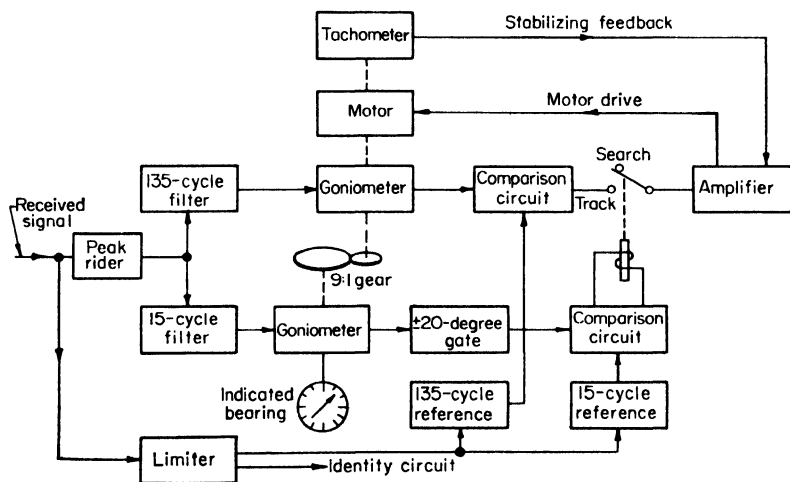 Tachometer
Stabilizing feedback
Motor
Motor drive
135-cycle
filter
Goniometer
Comparison
circuit
Search
Track
Amplifier
Received
signal
Peak
rider
9:1 gear
15-cycle
filter
Goniometer
±20-degree
gate
Comparison
circuit
Indicated
bearing
135-cycle
reference
15-cycle
reference
Limiter
Identity circuit